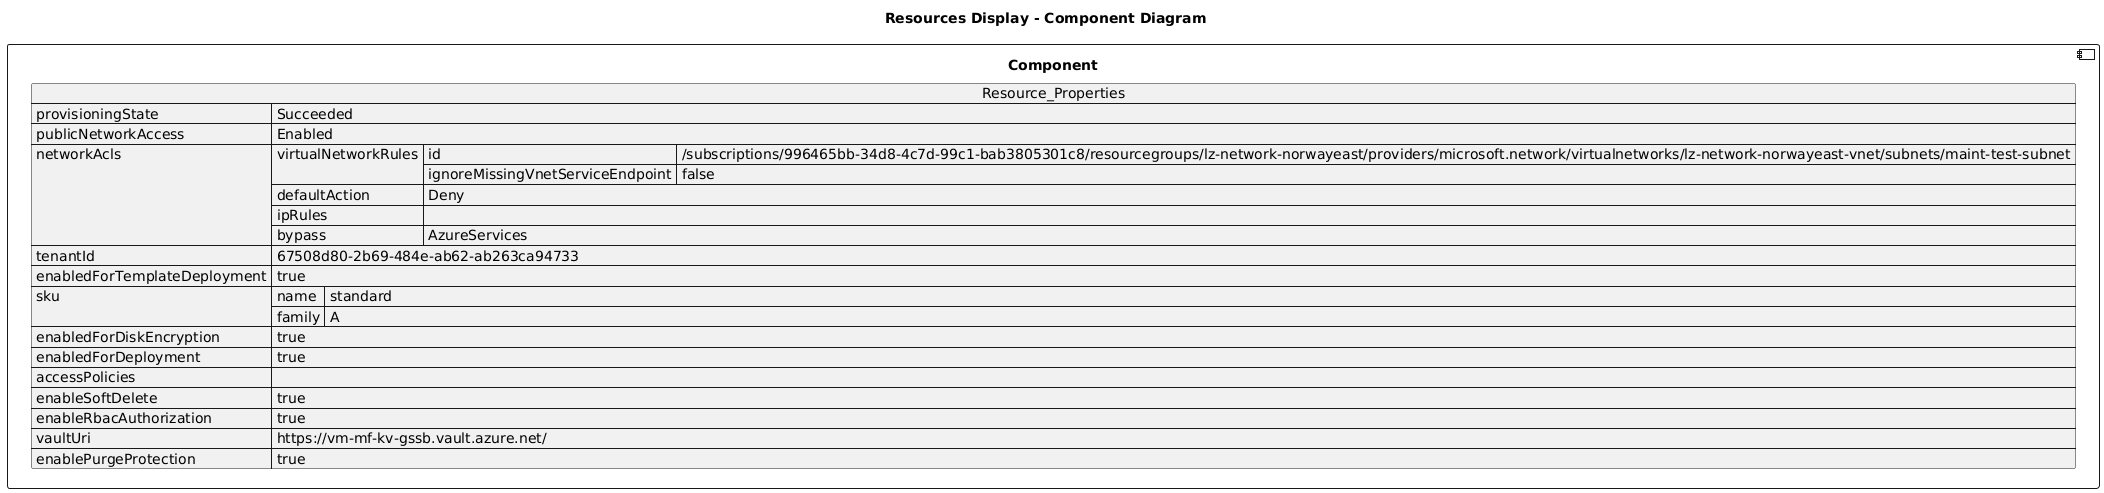 Resources Display - Component Diagram
Component
Resource_Properties
provisioningState Succeeded
publicNetworkAccess Enabled
networkAcls virtualNetworkRules id /subscriptions/996465bb-34d8-4c7d-99c1-bab3805301c8/resourcegroups/lz-network-norwayeast/providers/microsoft.network/virtualnetworks/lz-network-norwayeast-vnet/subnets/maint-test-subnet
ignoreMissingVnetServiceEndpoint false
defaultAction Deny
ipRules
bypass AzureServices
tenantId 67508d80-2b69-484e-ab62-ab263ca94733
enabledForTemplateDeployment true
sku name standard
family A
enabledForDiskEncryption true
enabledForDeployment true
accessPolicies
enableSoftDelete true
enableRbacAuthorization true
vaultUri https://vm-mf-kv-gssb.vault.azure.net/
enablePurgeProtection true